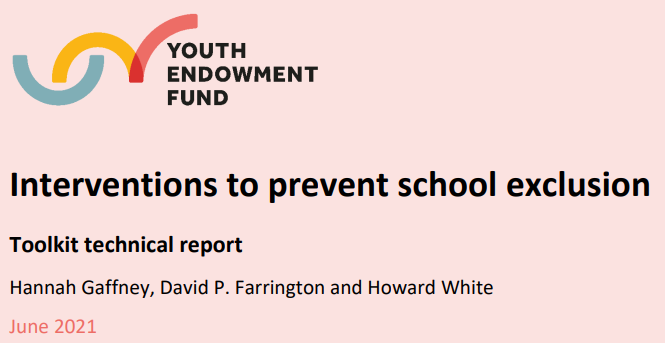 YOUTH
ENDOWMENT
FUND
Interventions to prevent school exclusion
Toolkit technical report
Hannah Gaffney, David P. Farrington and Howard White
June 2021